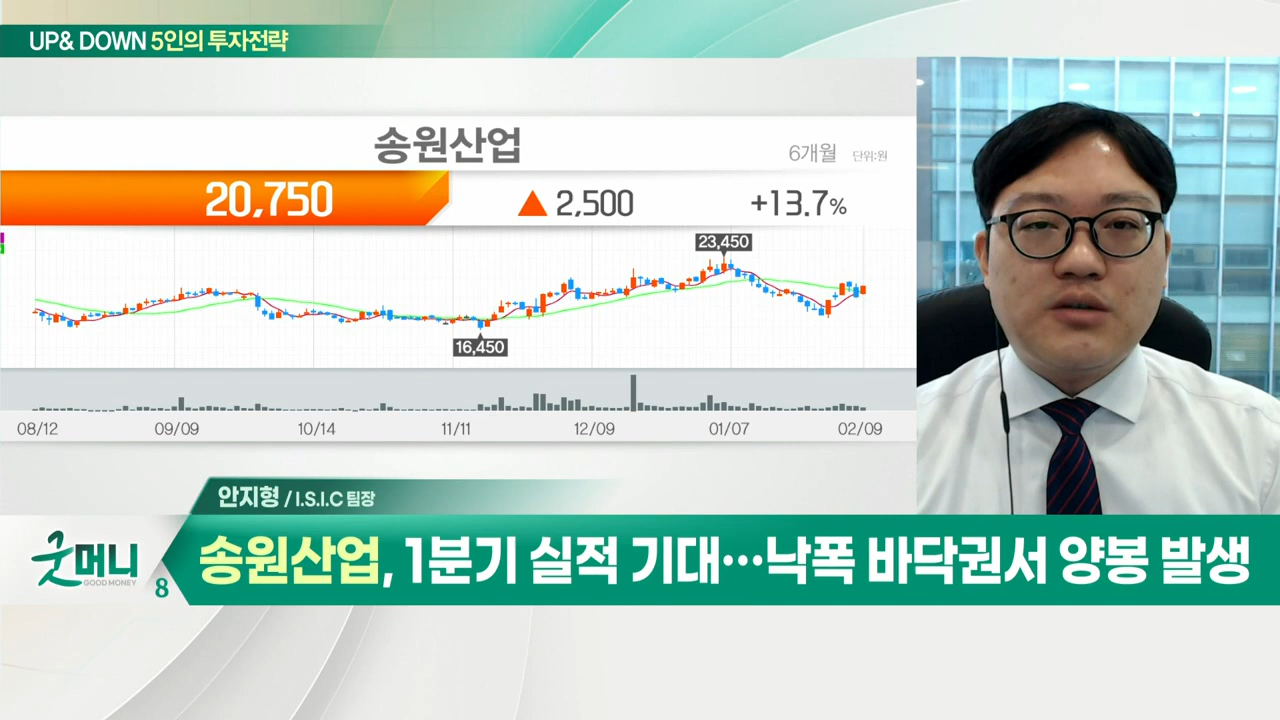 UP& DOWN 5인의 투자전략
송원산업
6개월 단위:원
20,750 ▲ 2,500 +13.7%
23,450
16,450
08/12 09/09 10/14 11/11 12/09 01/07 02/09
안지형 / I.S.I.C 팀장
굿머니
GOOD MONEY
8
송원산업, 1분기 실적 기대…낙폭 바닥권서 양봉 발생